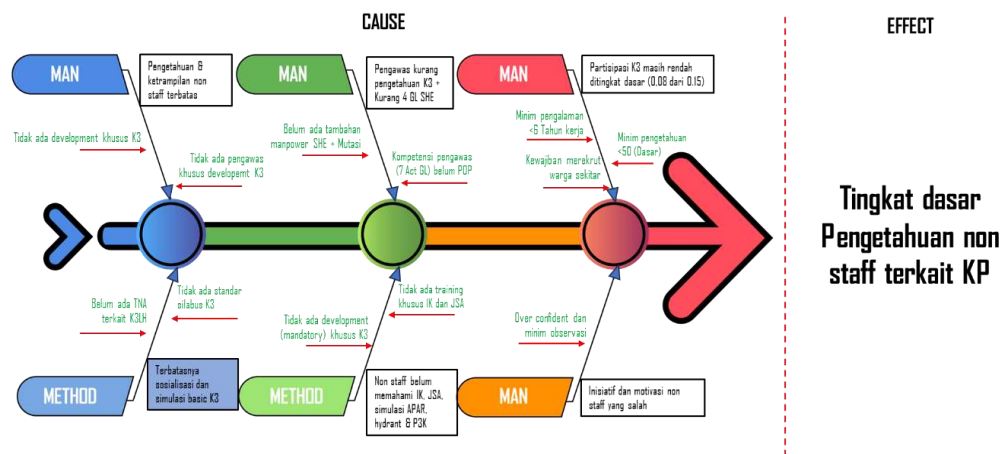 CAUSE
EFFECT
MAN
Pengetahuan &
ketrampilan non
staff terbatas
MAN
Pengawas kurang
pengetahuan K3 +
Kurang 4 GL SHE
MAN
Partisipasi K3 masih rendah
ditingkat dasar (0.08 dari 0.15)
Tidak ada development khusus K3
Tidak ada pengawas
khusus developemt K3
Belum ada tambahan
manpower SHE + Mutasi
Kompetensi pengawas
(7 Act GL) belum POP
Minim pengalaman
<6 Tahun kerja
Minim pengetahuan
<50 (Dasar)
Kewajban merekrut
warga sekitar
Tingkat dasar
Pengetahuan non
staff terkait KP
Belum ada TNA
terkait K3LH
Tidak ada standar
silabus K3
Tidak ada development
(mandatory) khusus K3
Tidak ada training
khusus IK dan JSA
Over confident dan
minim observasi
METHOD
Terbatasnya
sosialisasi dan
simulasi basic K3
METHOD
Non staff belum
memahami IK, JSA,
simulasi APAR,
hydrant & P3K
MAN
Inisiatif dan motivasi non
staff yang salah